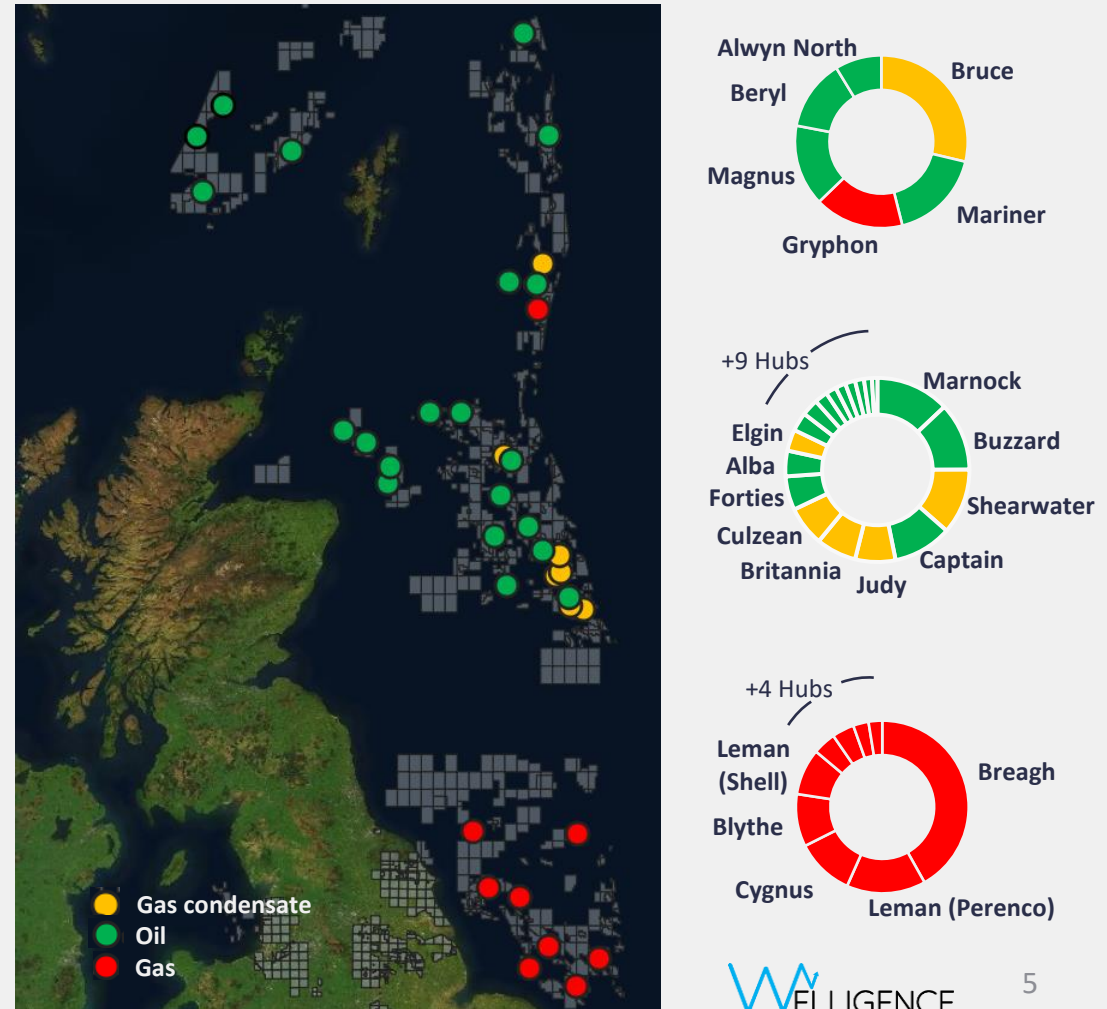 Alwyn North
Bruce
Beryl
Magnus
Mariner
Gryphon
+9 Hubs
Marnock
Elgin
Buzzard
Alba
Forties
Shearwater
Culzean
Captain
Britannia
Judy
+4 Hubs
Leman
(Shell)
Breagh
Blythe
Cygnus
Leman (Perenco)
Gas condensate
Oil
Gas
WELLIGENCE
5